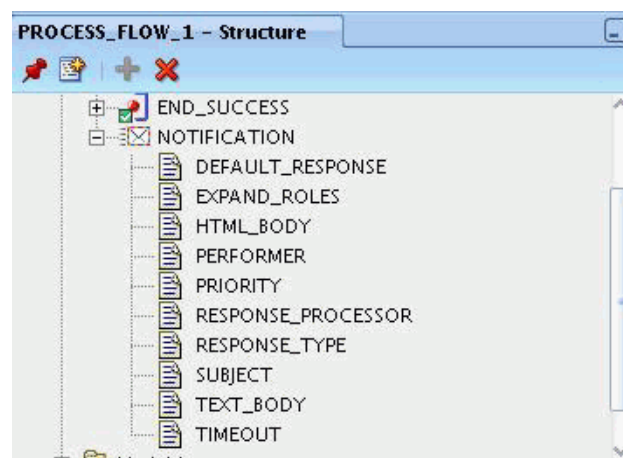 PROCESS_FLOW_1 - Structure
END_SUCCESS
NOTIFICATION
DEFAULT_RESPONSE
EXPAND_ROLES
HTML_BODY
PERFORMER
PRIORITY
RESPONSE_PROCESSOR
RESPONSE_TYPE
SUBJECT
TEXT_BODY
TIMEOUT